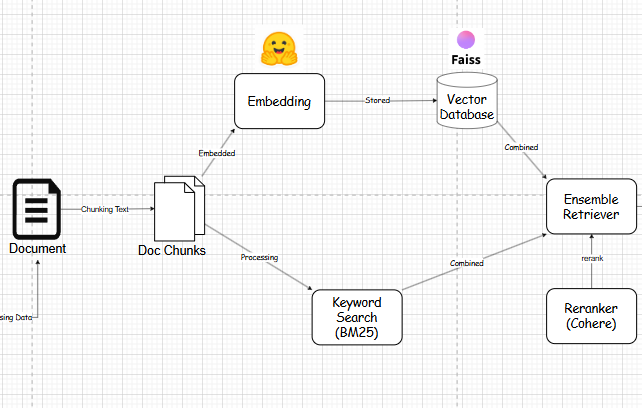 Faiss
Embedding
Stored
Vector
Database
Embedded
Combined
Ensemble
Retriever
Chunking Text
Document
Doc Chunks
Processing
Combined
rerank
Keyword
Search
(BM25)
Reranker
(Cohere)
sing Data